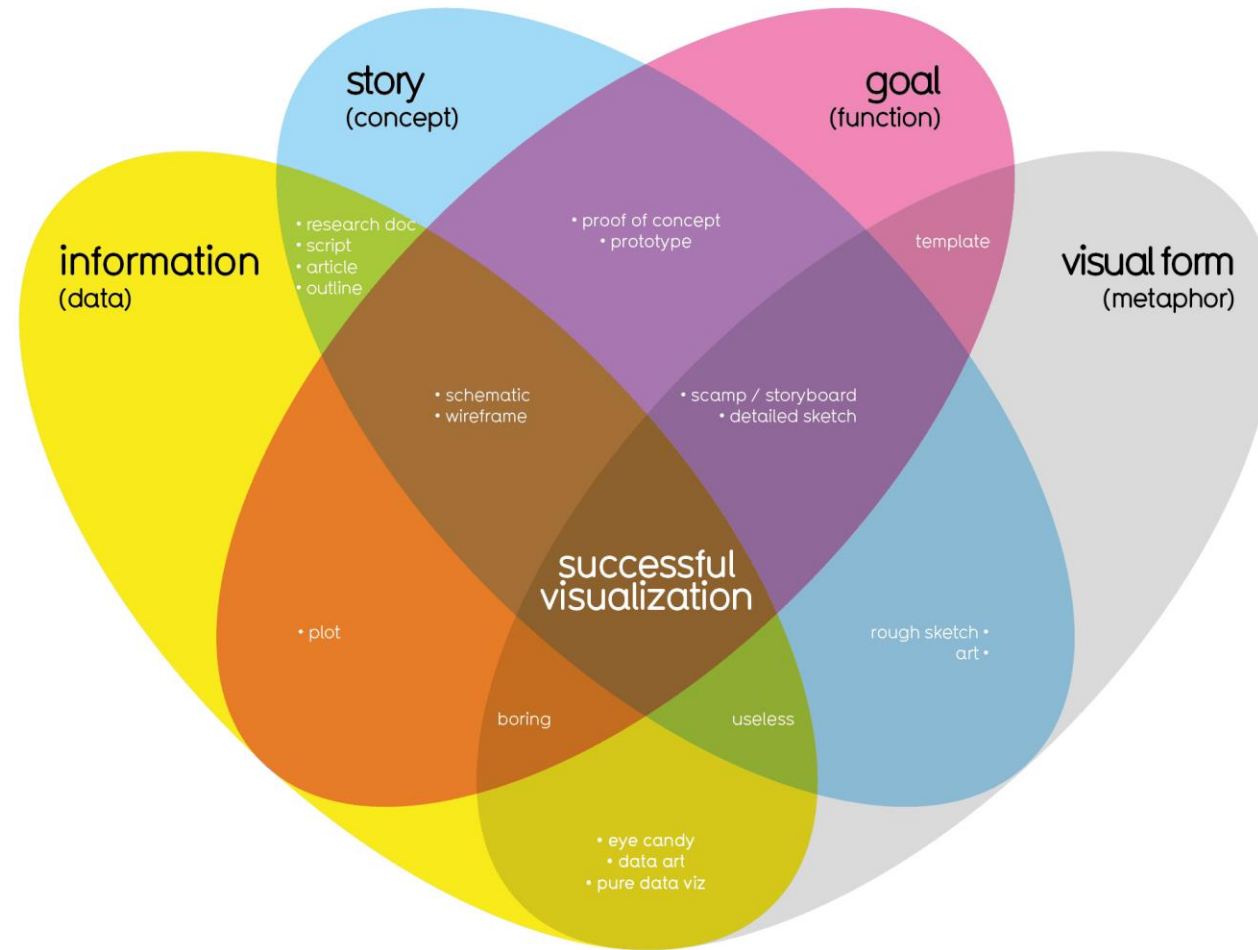 story
(concept)
goal
(function)
information
(data)
visual form
(metaphor)
• research doc
• script
• article
• outline
• proof of concept
• prototype
template
• schematic
• wireframe
• scamp / storyboard
• detailed sketch
successful
visualization
• plot
rough sketch •
art •
boring
useless
• eye candy
• data art
• pure data viz